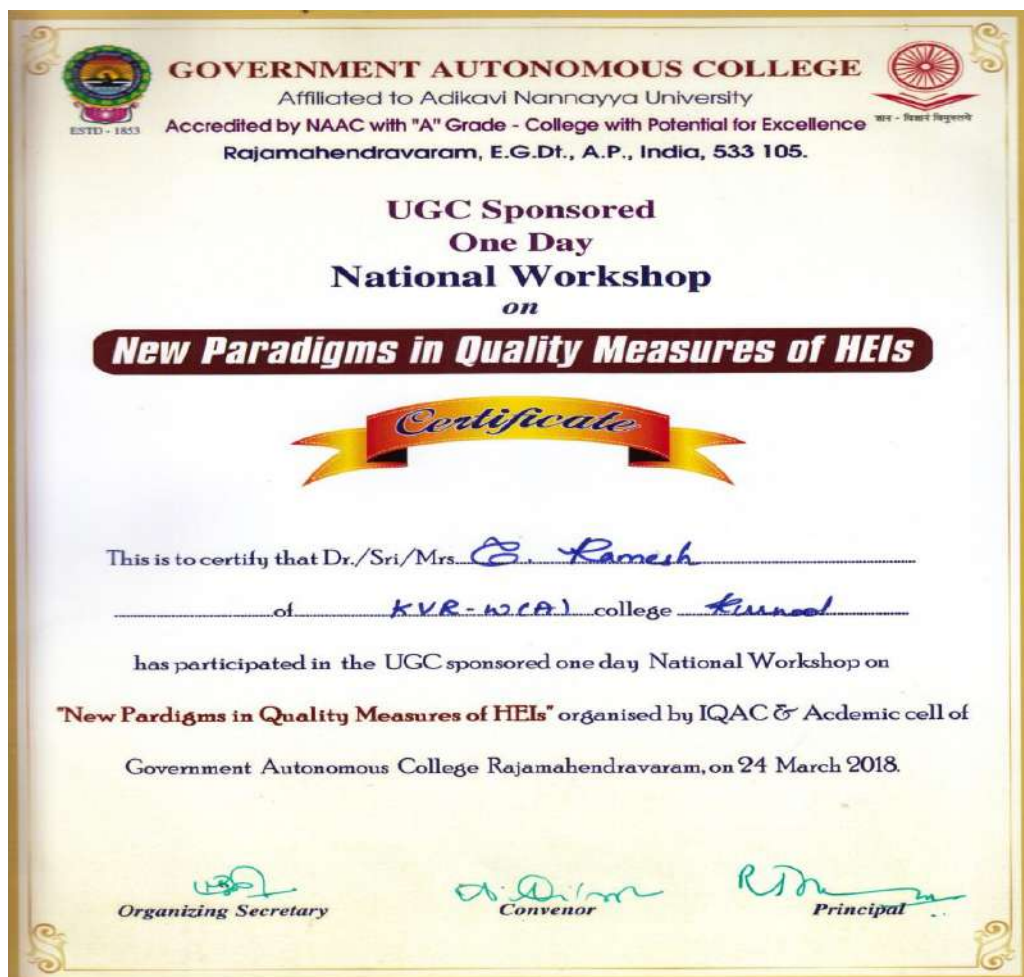 GOVERNMENT AUTONOMOUS COLLEGE
Affiliated to Adikavi Nannayya University
ESTD - 1853
Accredited by NAAC with "A" Grade - College with Potential for Excellence
ज्ञान - विज्ञानं विमुक्तये
Rajamahendravaram, E.G.Dt., A.P., India, 533 105.
UGC Sponsored
One Day
National Workshop
on
New Paradigms in Quality Measures of HEIs
Certificate
This is to certify that Dr./Sri/Mrs. Ramesh
of KVR-W(A) college Kurnool
has participated in the UGC sponsored one day National Workshop on
"New Pardigms in Quality Measures of HEIs" organised by IQAC & Acdemic cell of
Government Autonomous College Rajamahendravaram, on 24 March 2018.
Organizing Secretary
Convenor
Principal